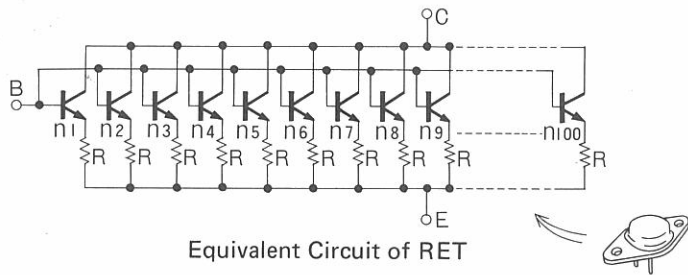 C
B
n1 n2 n3 n4 n5 n6 n7 n8 n9 n100
R R R R R R R R R R
E
Equivalent Circuit of RET